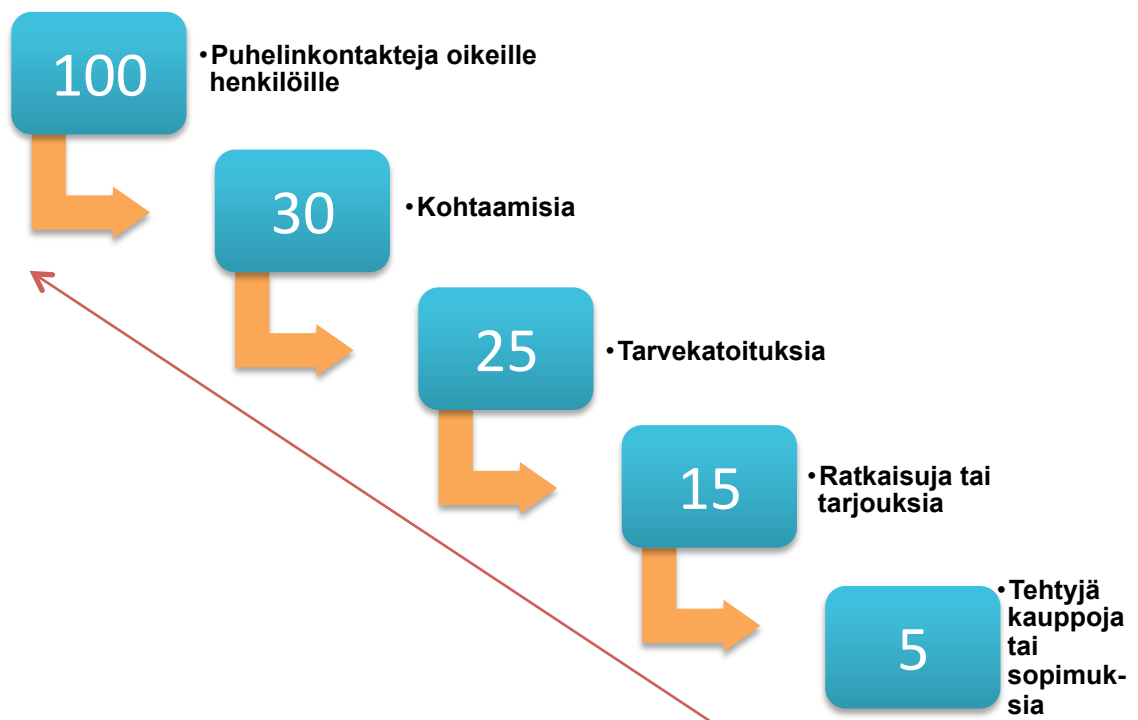 100
•Puhelinkontakteja oikeille
henkilöille
30
•Kohtaamisia
25
•Tarvekatoituksia
15
•Ratkaisuja tai
tarjouksia
5
•Tehtyjä
kauppoja
tai
sopimuk-
sia